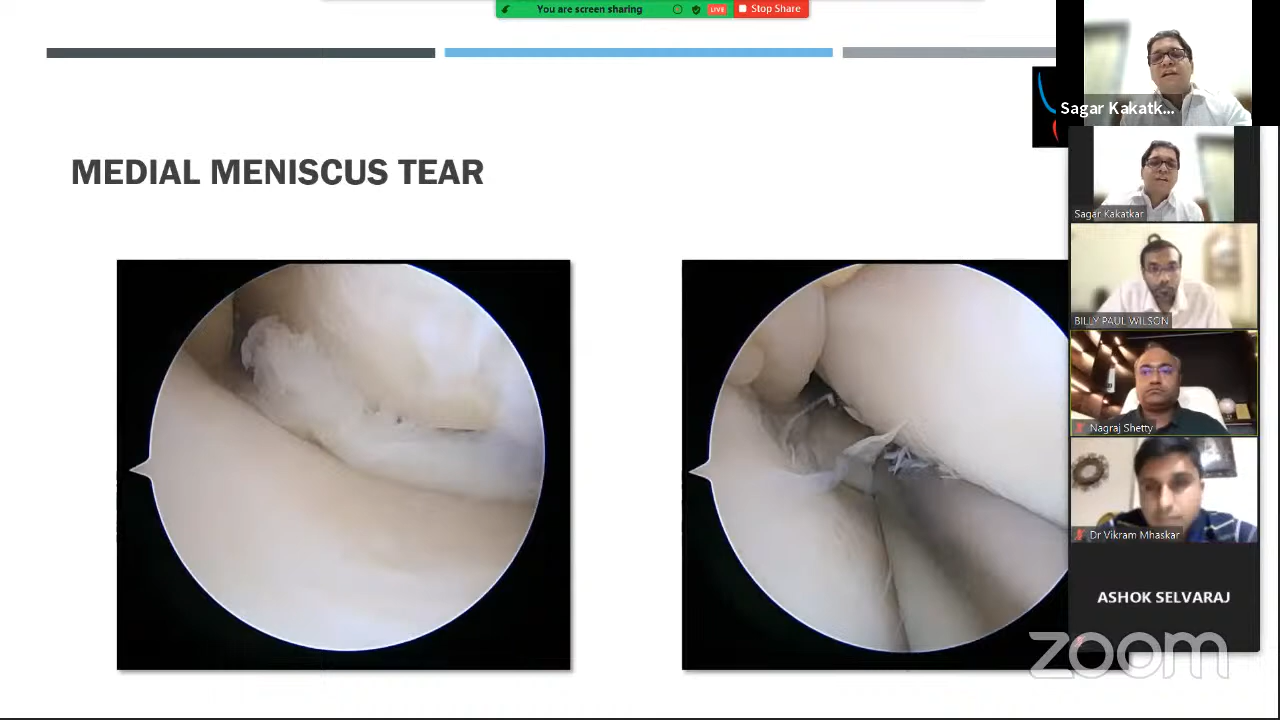 You are screen sharing
LIVE
Stop Share
Sagar Kakatk...
MEDIAL MENISCUS TEAR
Sagar Kakatkar
BILLY PAUL WILSON
Nagraj Shetty
Dr Vikram Mhaskar
ASHOK SELVARAJ
zoom